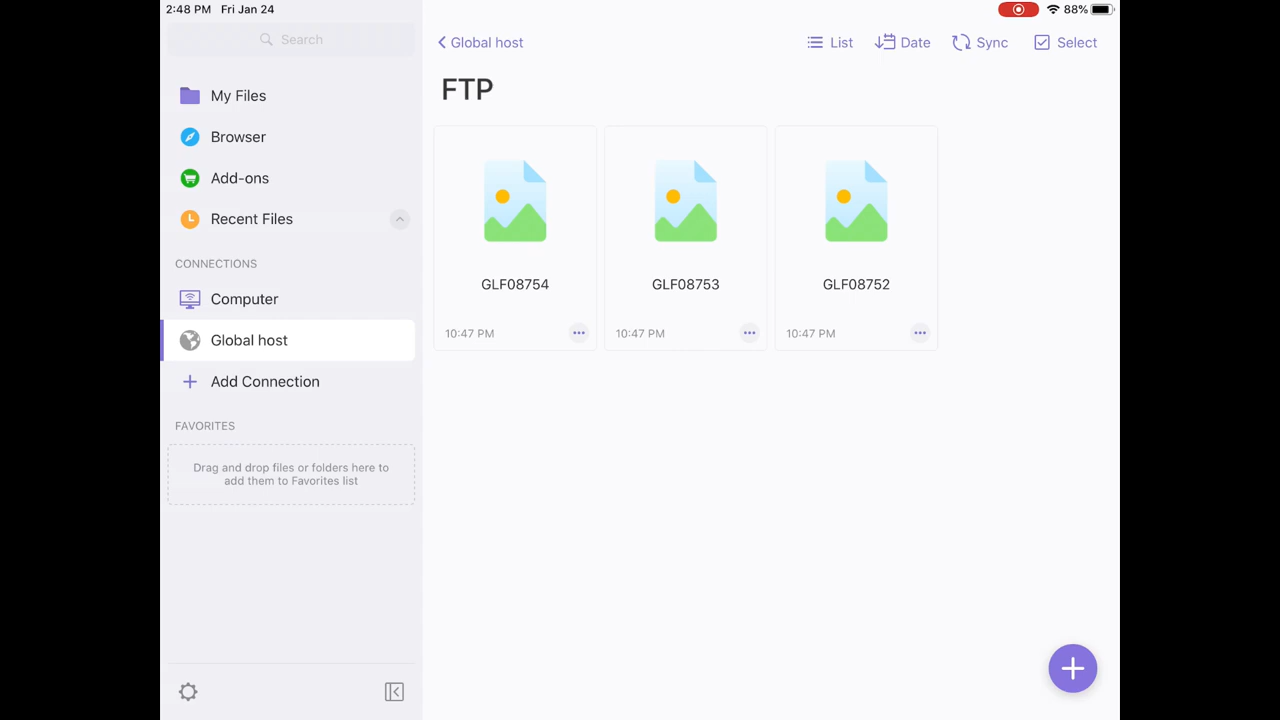 2:48 PM Fri Jan 24
88%
Search
My Files
Browser
Add-ons
Recent Files
CONNECTIONS
Computer
Global host
Add Connection
FAVORITES
Drag and drop files or folders here to
add them to Favorites list
Global host
List
Date
Sync
Select
FTP
GLF08754
10:47 PM
GLF08753
10:47 PM
GLF08752
10:47 PM